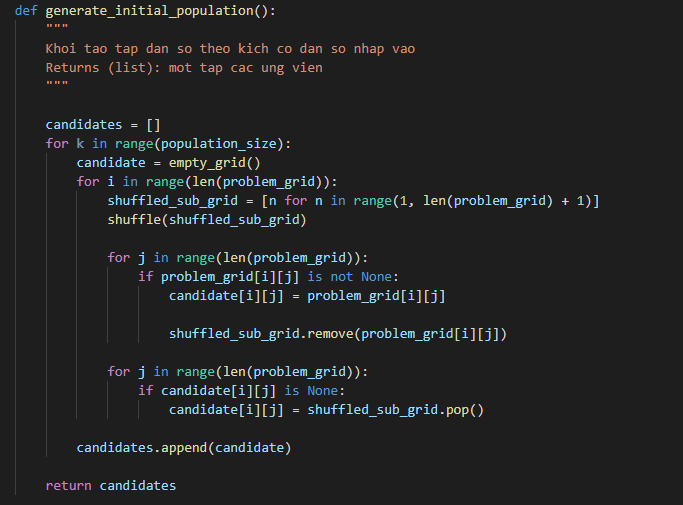 def generate_initial_population():
    """
    Khoi tao tap dan so theo kich co dan so nhap vao
    Returns (list): mot tap cac ung vien
    """

    candidates = []
    for k in range(population_size):
        candidate = empty_grid()
        for i in range(len(problem_grid)):
            shuffled_sub_grid = [n for n in range(1, len(problem_grid) + 1)]
            shuffle(shuffled_sub_grid)

            for j in range(len(problem_grid)):
                if problem_grid[i][j] is not None:
                    candidate[i][j] = problem_grid[i][j]

                    shuffled_sub_grid.remove(problem_grid[i][j])

            for j in range(len(problem_grid)):
                if candidate[i][j] is None:
                    candidate[i][j] = shuffled_sub_grid.pop()

        candidates.append(candidate)

    return candidates